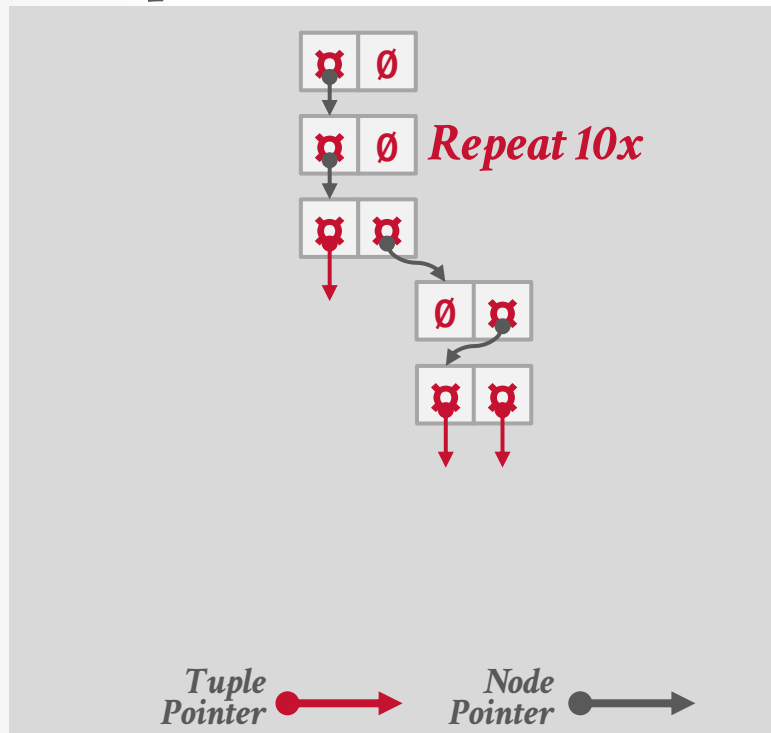 ¤ Ø
¤ Ø Repeat 10x
¤ ¤
Ø ¤
¤ ¤
Tuple
Pointer
Node
Pointer